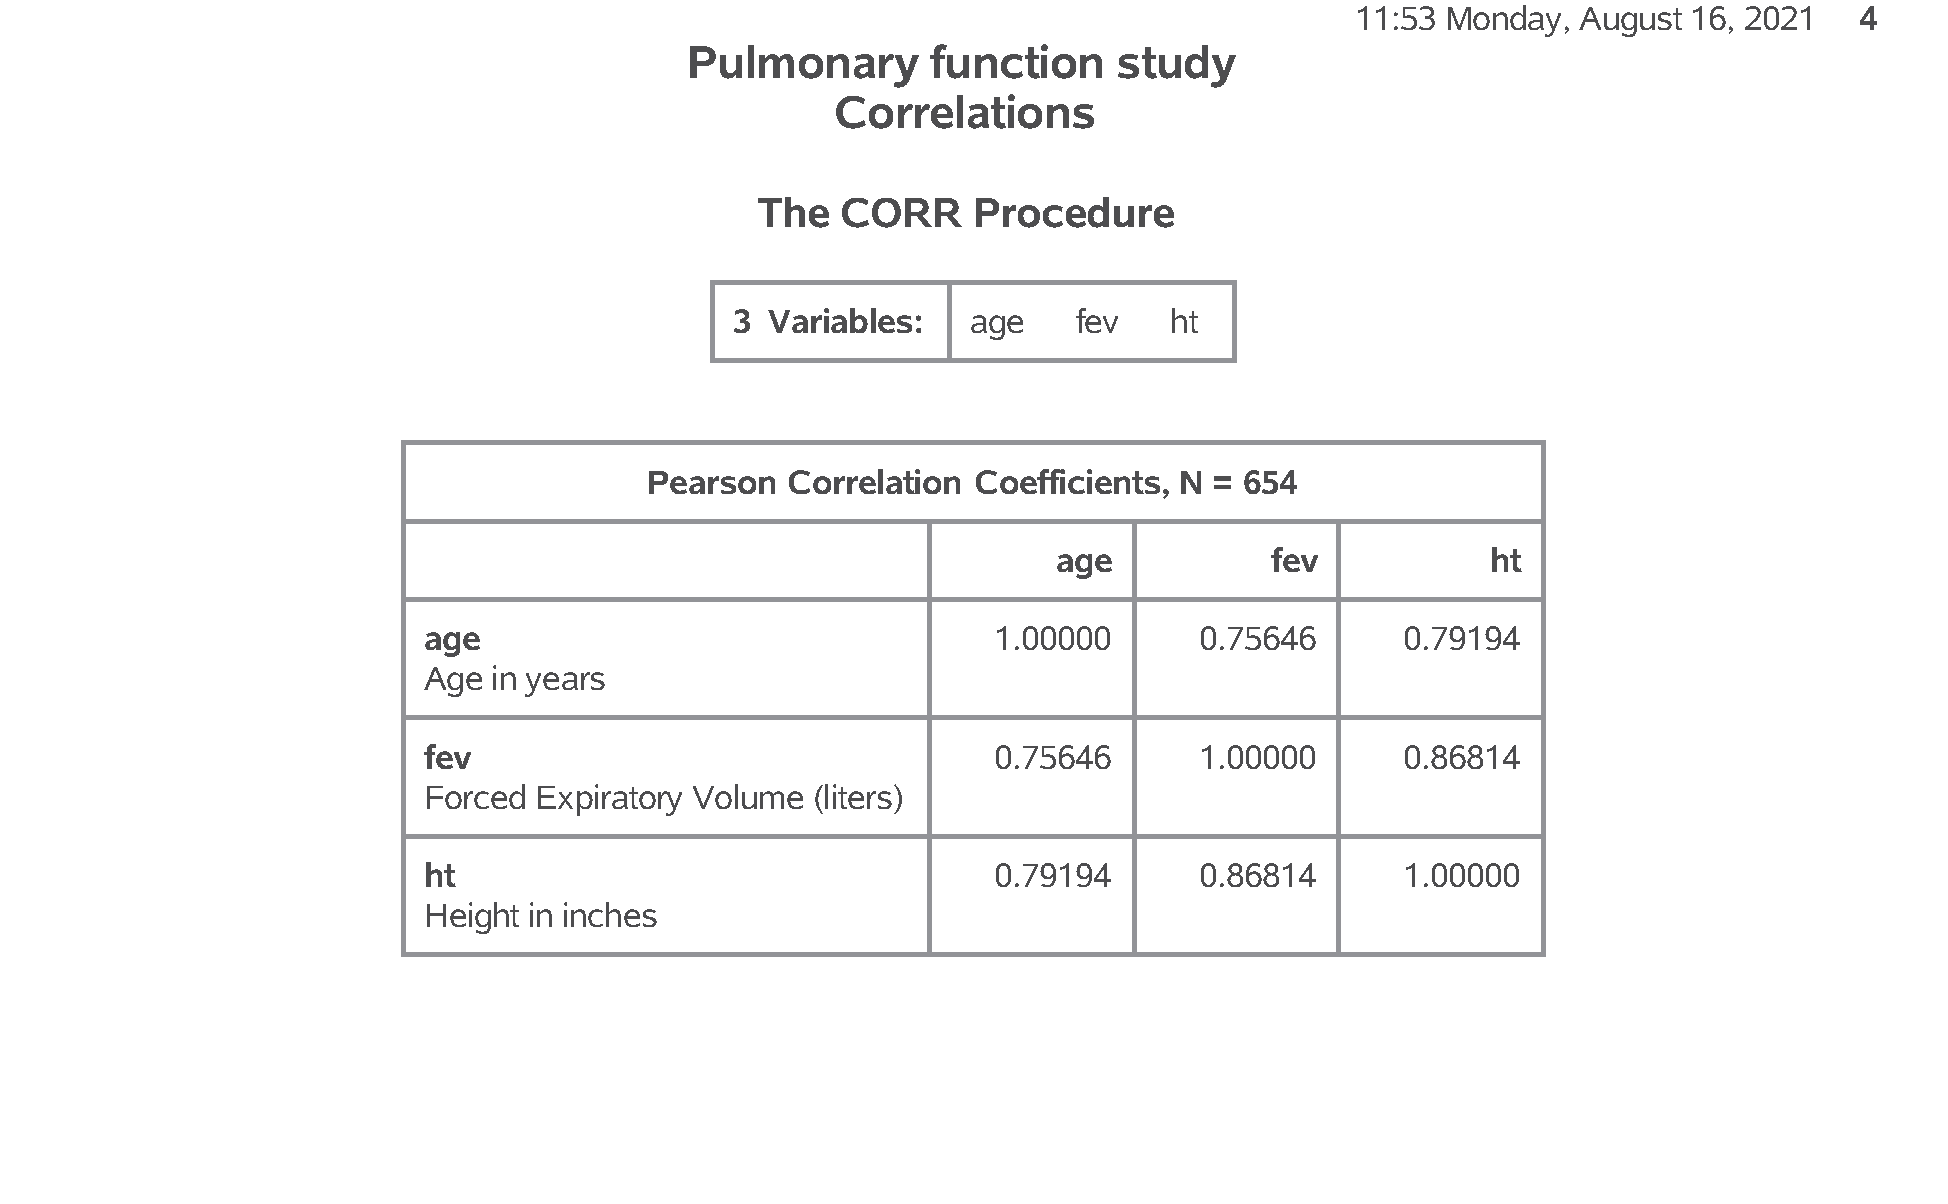 11:53 Monday, August 16, 2021 4
Pulmonary function study
Correlations
The CORR Procedure
3 Variables: age fev ht
Pearson Correlation Coefficients, N = 654
age fev ht
age 1.00000 0.75646 0.79194
Age in years
fev 0.75646 1.00000 0.86814
Forced Expiratory Volume (liters)
ht 0.79194 0.86814 1.00000
Height in inches